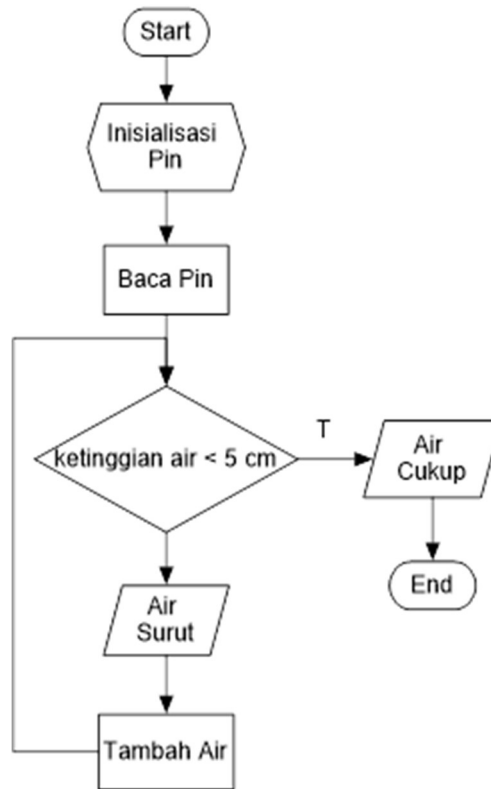 Start
Inisialisasi
Pin
Baca Pin
ketinggian air < 5 cm
T
Air
Cukup
End
Air
Surut
Tambah Air